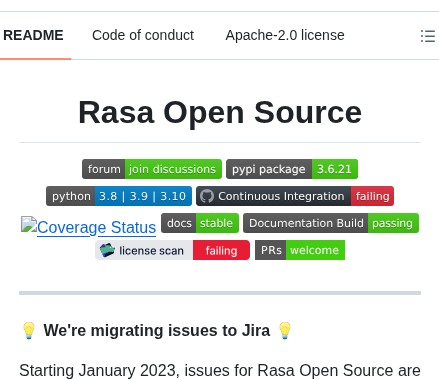 README Code of conduct Apache-2.0 license
Rasa Open Source
forum join discussions pypi package 3.6.21
python 3.8 | 3.9 | 3.10 Continuous Integration failing
Coverage Status docs stable Documentation Build passing
license scan failing PRs welcome
💡 We're migrating issues to Jira 💡
Starting January 2023, issues for Rasa Open Source are